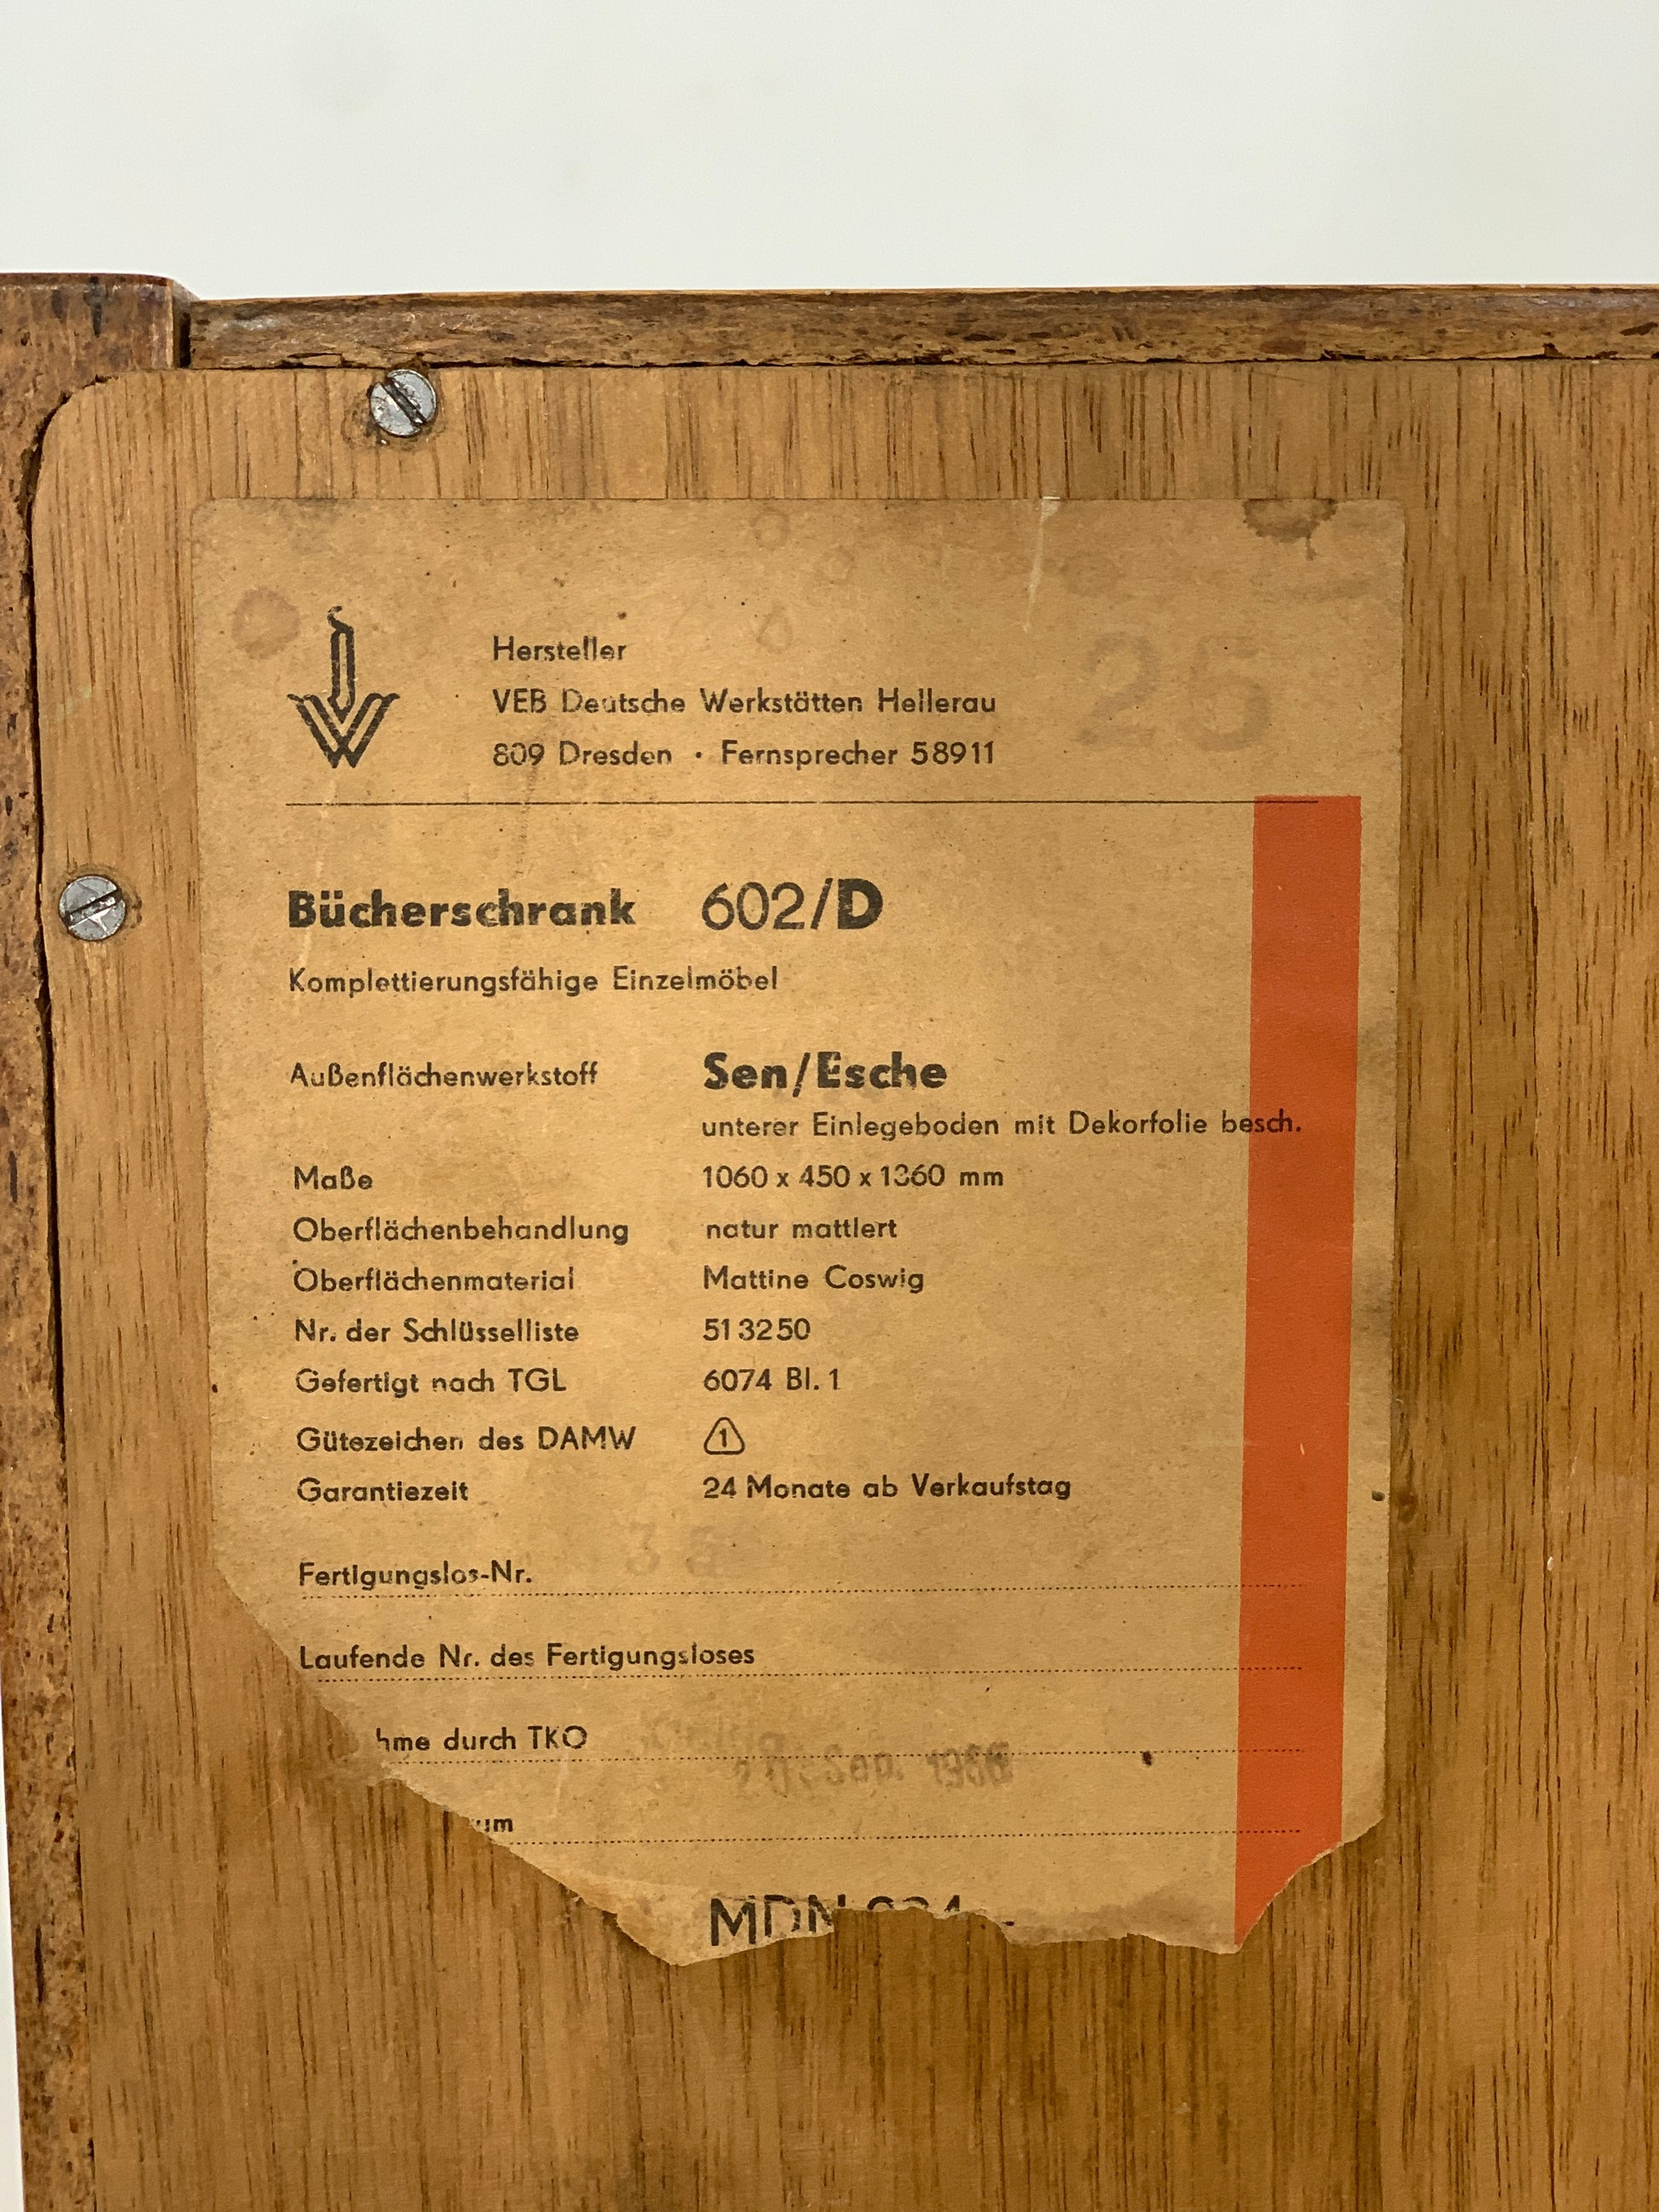 25
Hersteller
VEB Deutsche Werkstätten Hellerau
809 Dresden · Fernsprecher 58911
Bücherschrank 602/D
Komplettierungsfähige Einzelmöbel
Außenflächenwerkstoff Sen/Esche
unterer Einlegeboden mit Dekorfolie besch.
Maße 1060 x 450 x 1360 mm
Oberflächenbehandlung natur mattiert
Oberflächenmaterial Mattine Coswig
Nr. der Schlüsselliste 51 32 50
Gefertigt nach TGL 6074 Bl. 1
Gütezeichen des DAMW 1
Garantiezeit 24 Monate ab Verkaufstag
Fertigungslos-Nr.
Laufende Nr. des Fertigungsloses
hme durch TKO
Sep.
um
MDN